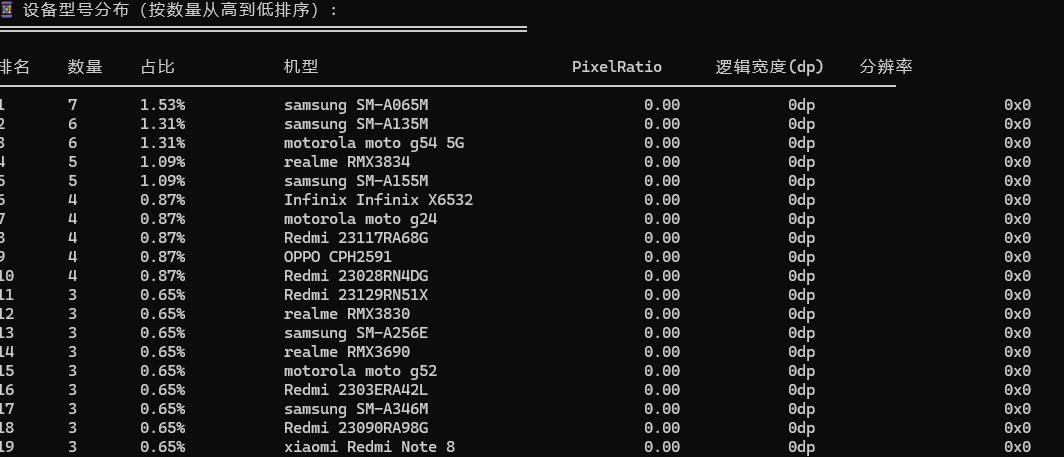 设备型号分布（按数量从高到低排序）:
排名 数量 占比 机型 PixelRatio 逻辑宽度(dp) 分辨率
1 7 1.53% samsung SM-A065M 0.00 0dp 0x0
2 6 1.31% samsung SM-A135M 0.00 0dp 0x0
3 6 1.31% motorola moto g54 5G 0.00 0dp 0x0
4 5 1.09% realme RMX3834 0.00 0dp 0x0
5 5 1.09% samsung SM-A155M 0.00 0dp 0x0
6 4 0.87% Infinix Infinix X6532 0.00 0dp 0x0
7 4 0.87% motorola moto g24 0.00 0dp 0x0
8 4 0.87% Redmi 23117RA68G 0.00 0dp 0x0
9 4 0.87% OPPO CPH2591 0.00 0dp 0x0
10 4 0.87% Redmi 23028RN4DG 0.00 0dp 0x0
11 3 0.65% Redmi 23129RN51X 0.00 0dp 0x0
12 3 0.65% realme RMX3830 0.00 0dp 0x0
13 3 0.65% samsung SM-A256E 0.00 0dp 0x0
14 3 0.65% realme RMX3690 0.00 0dp 0x0
15 3 0.65% motorola moto g52 0.00 0dp 0x0
16 3 0.65% Redmi 2303ERA42L 0.00 0dp 0x0
17 3 0.65% samsung SM-A346M 0.00 0dp 0x0
18 3 0.65% Redmi 23090RA98G 0.00 0dp 0x0
19 3 0.65% xiaomi Redmi Note 8 0.00 0dp 0x0